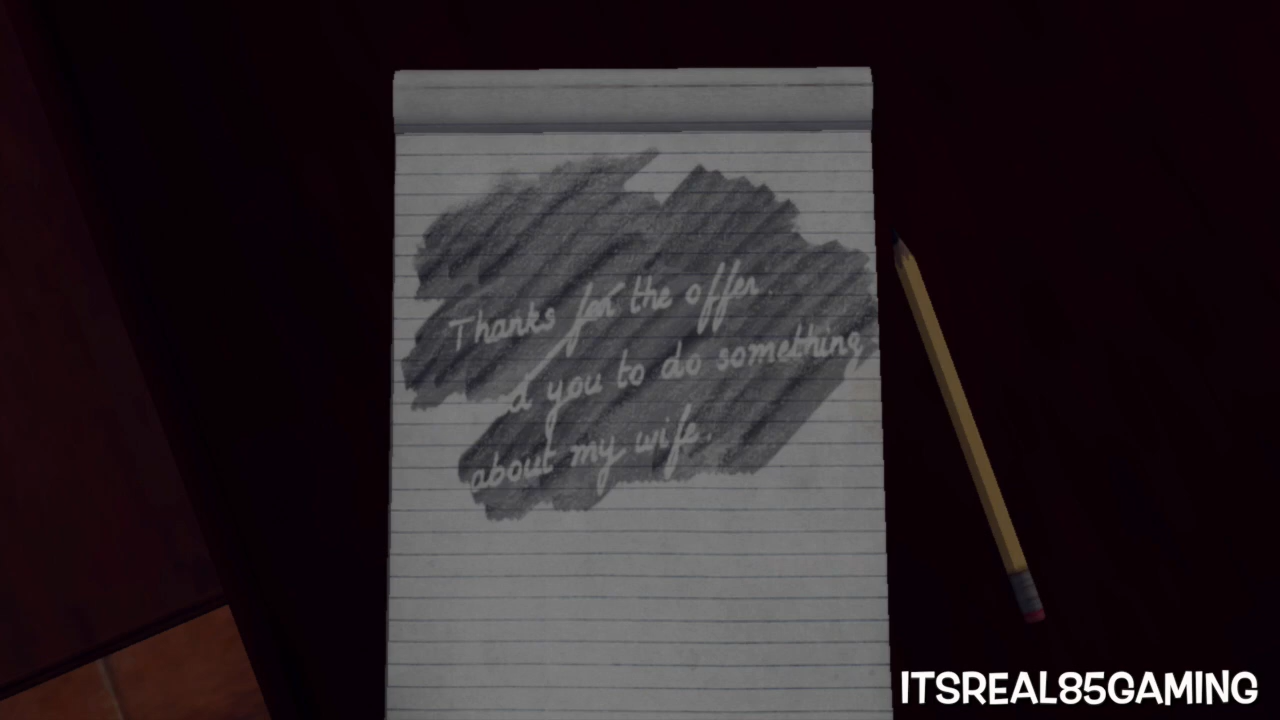 Thanks for the offer.
d you to do something
about my wife.
ITSREAL85GAMING